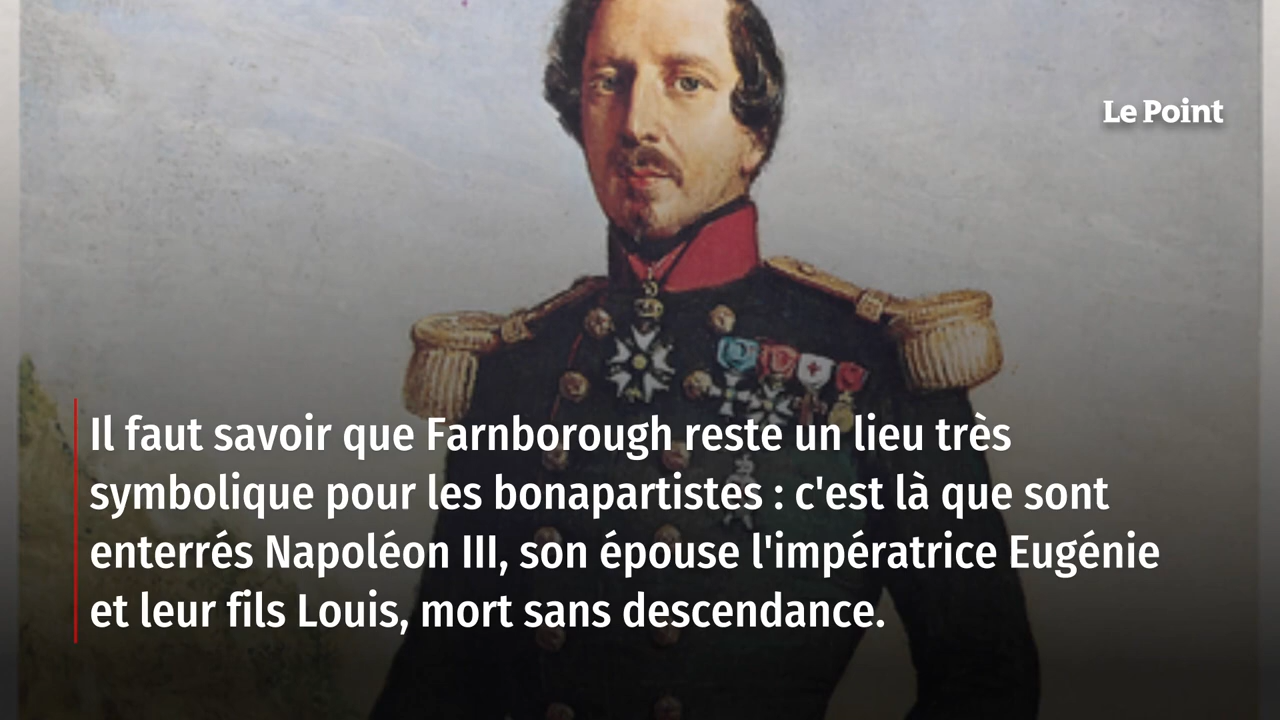 Le Point
Il faut savoir que Farnborough reste un lieu très
symbolique pour les bonapartistes : c'est là que sont
enterrés Napoléon III, son épouse l'impératrice Eugénie
et leur fils Louis, mort sans descendance.